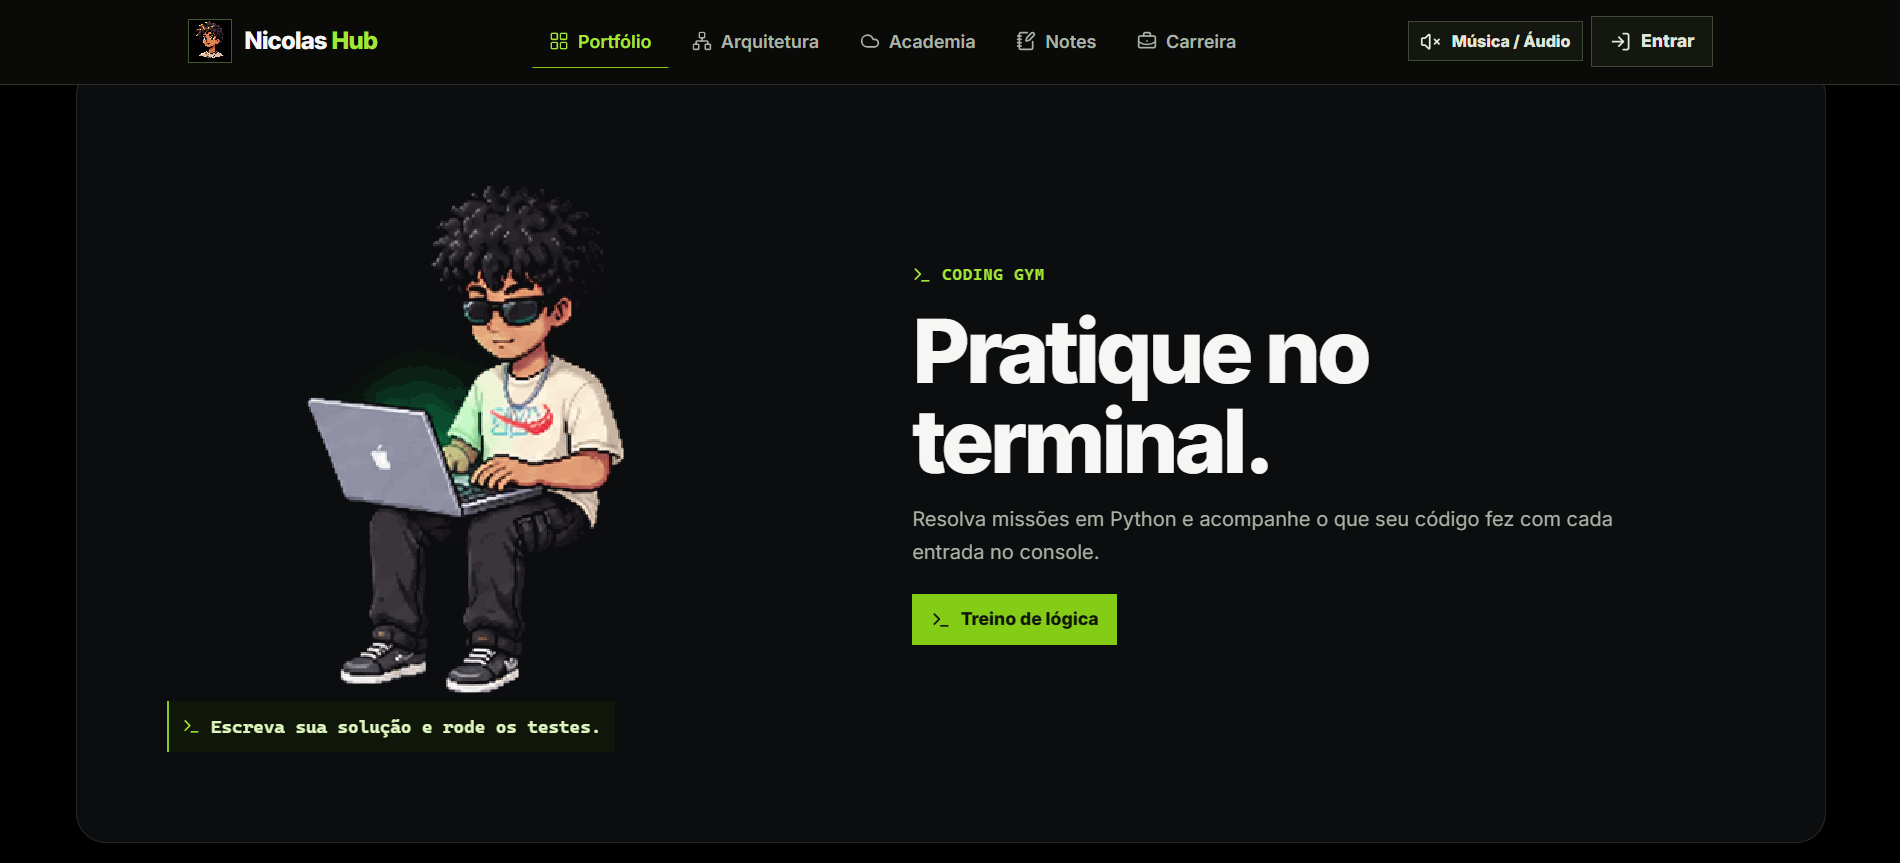 Nicolas Hub
Portfólio
Arquitetura
Academia
Notes
Carreira
Música / Áudio
Entrar
CODING GYM
Pratique no
terminal.
Resolva missões em Python e acompanhe o que seu código fez com cada
entrada no console.
Treino de lógica
Escreva sua solução e rode os testes.